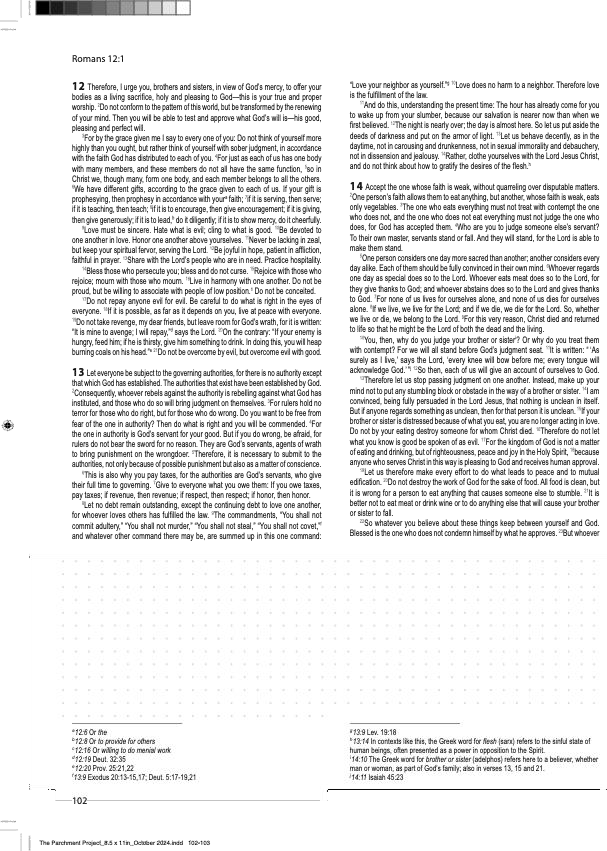 Romans 12:1
12 Therefore, I urge you, brothers and sisters, in view of God's mercy, to offer your
bodies as a living sacrifice, holy and pleasing to God—this is your true and proper
worship. 2Do not conform to the pattern of this world, but be transformed by the renewing
of your mind. Then you will be able to test and approve what God's will is—his good,
pleasing and perfect will.
3For by the grace given me I say to every one of you: Do not think of yourself more
highly than you ought, but rather think of yourself with sober judgment, in accordance
with the faith God has distributed to each of you. 4For just as each of us has one body
with many members, and these members do not all have the same function, 5so in
Christ we, though many, form one body, and each member belongs to all the others.
6We have different gifts, according to the grace given to each of us. If your gift is
prophesying, then prophesy in accordance with yourᵃ faith; 7if it is serving, then serve;
if it is teaching, then teach; 8if it is to encourage, then give encouragement; if it is giving,
then give generously; if it is to lead,ᵇ do it diligently; if it is to show mercy, do it cheerfully.
9Love must be sincere. Hate what is evil; cling to what is good. 10Be devoted to
one another in love. Honor one another above yourselves. 11Never be lacking in zeal,
but keep your spiritual fervor, serving the Lord. 12Be joyful in hope, patient in affliction,
faithful in prayer. 13Share with the Lord's people who are in need. Practice hospitality.
14Bless those who persecute you; bless and do not curse. 15Rejoice with those who
rejoice; mourn with those who mourn. 16Live in harmony with one another. Do not be
proud, but be willing to associate with people of low position.ᶜ Do not be conceited.
17Do not repay anyone evil for evil. Be careful to do what is right in the eyes of
everyone. 18If it is possible, as far as it depends on you, live at peace with everyone.
19Do not take revenge, my dear friends, but leave room for God's wrath, for it is written:
"It is mine to avenge; I will repay,"ᵈ says the Lord. 20On the contrary: "If your enemy is
hungry, feed him; if he is thirsty, give him something to drink. In doing this, you will heap
burning coals on his head."ᵉ 21Do not be overcome by evil, but overcome evil with good.
13 Let everyone be subject to the governing authorities, for there is no authority except
that which God has established. The authorities that exist have been established by God.
2Consequently, whoever rebels against the authority is rebelling against what God has
instituted, and those who do so will bring judgment on themselves. 3For rulers hold no
terror for those who do right, but for those who do wrong. Do you want to be free from
fear of the one in authority? Then do what is right and you will be commended. 4For
the one in authority is God's servant for your good. But if you do wrong, be afraid, for
rulers do not bear the sword for no reason. They are God's servants, agents of wrath
to bring punishment on the wrongdoer. 5Therefore, it is necessary to submit to the
authorities, not only because of possible punishment but also as a matter of conscience.
6This is also why you pay taxes, for the authorities are God's servants, who give
their full time to governing. 7Give to everyone what you owe them: If you owe taxes,
pay taxes; if revenue, then revenue; if respect, then respect; if honor, then honor.
8Let no debt remain outstanding, except the continuing debt to love one another,
for whoever loves others has fulfilled the law. 9The commandments, "You shall not
commit adultery," "You shall not murder," "You shall not steal," "You shall not covet,"ᶠ
and whatever other command there may be, are summed up in this one command:
ᵃ12:6 Or the
ᵇ12:8 Or to provide for others
ᶜ12:16 Or willing to do menial work
ᵈ12:19 Deut. 32:35
ᵉ12:20 Prov. 25:21,22
ᶠ13:9 Exodus 20:13-15,17; Deut. 5:17-19,21
102
"Love your neighbor as yourself."ᵍ 10Love does no harm to a neighbor. Therefore love
is the fulfillment of the law.
11And do this, understanding the present time: The hour has already come for you
to wake up from your slumber, because our salvation is nearer now than when we
first believed. 12The night is nearly over; the day is almost here. So let us put aside the
deeds of darkness and put on the armor of light. 13Let us behave decently, as in the
daytime, not in carousing and drunkenness, not in sexual immorality and debauchery,
not in dissension and jealousy. 14Rather, clothe yourselves with the Lord Jesus Christ,
and do not think about how to gratify the desires of the flesh.ʰ
14 Accept the one whose faith is weak, without quarreling over disputable matters.
2One person's faith allows them to eat anything, but another, whose faith is weak, eats
only vegetables. 3The one who eats everything must not treat with contempt the one
who does not, and the one who does not eat everything must not judge the one who
does, for God has accepted them. 4Who are you to judge someone else's servant?
To their own master, servants stand or fall. And they will stand, for the Lord is able to
make them stand.
5One person considers one day more sacred than another; another considers every
day alike. Each of them should be fully convinced in their own mind. 6Whoever regards
one day as special does so to the Lord. Whoever eats meat does so to the Lord, for
they give thanks to God; and whoever abstains does so to the Lord and gives thanks
to God. 7For none of us lives for ourselves alone, and none of us dies for ourselves
alone. 8If we live, we live for the Lord; and if we die, we die for the Lord. So, whether
we live or die, we belong to the Lord. 9For this very reason, Christ died and returned
to life so that he might be the Lord of both the dead and the living.
10You, then, why do you judge your brother or sisterⁱ? Or why do you treat them
with contempt? For we will all stand before God's judgment seat. 11It is written: " 'As
surely as I live,' says the Lord, 'every knee will bow before me; every tongue will
acknowledge God.' "ʲ 12So then, each of us will give an account of ourselves to God.
13Therefore let us stop passing judgment on one another. Instead, make up your
mind not to put any stumbling block or obstacle in the way of a brother or sister. 14I am
convinced, being fully persuaded in the Lord Jesus, that nothing is unclean in itself.
But if anyone regards something as unclean, then for that person it is unclean. 15If your
brother or sister is distressed because of what you eat, you are no longer acting in love.
Do not by your eating destroy someone for whom Christ died. 16Therefore do not let
what you know is good be spoken of as evil. 17For the kingdom of God is not a matter
of eating and drinking, but of righteousness, peace and joy in the Holy Spirit, 18because
anyone who serves Christ in this way is pleasing to God and receives human approval.
19Let us therefore make every effort to do what leads to peace and to mutual
edification. 20Do not destroy the work of God for the sake of food. All food is clean, but
it is wrong for a person to eat anything that causes someone else to stumble. 21It is
better not to eat meat or drink wine or to do anything else that will cause your brother
or sister to fall.
22So whatever you believe about these things keep between yourself and God.
Blessed is the one who does not condemn himself by what he approves. 23But whoever
ᵍ13:9 Lev. 19:18
ʰ13:14 In contexts like this, the Greek word for flesh (sarx) refers to the sinful state of
human beings, often presented as a power in opposition to the Spirit.
ⁱ14:10 The Greek word for brother or sister (adelphos) refers here to a believer, whether
man or woman, as part of God's family; also in verses 13, 15 and 21.
ʲ14:11 Isaiah 45:23
The Parchment Project_8.5 x 11in_October 2024.indd 102-103